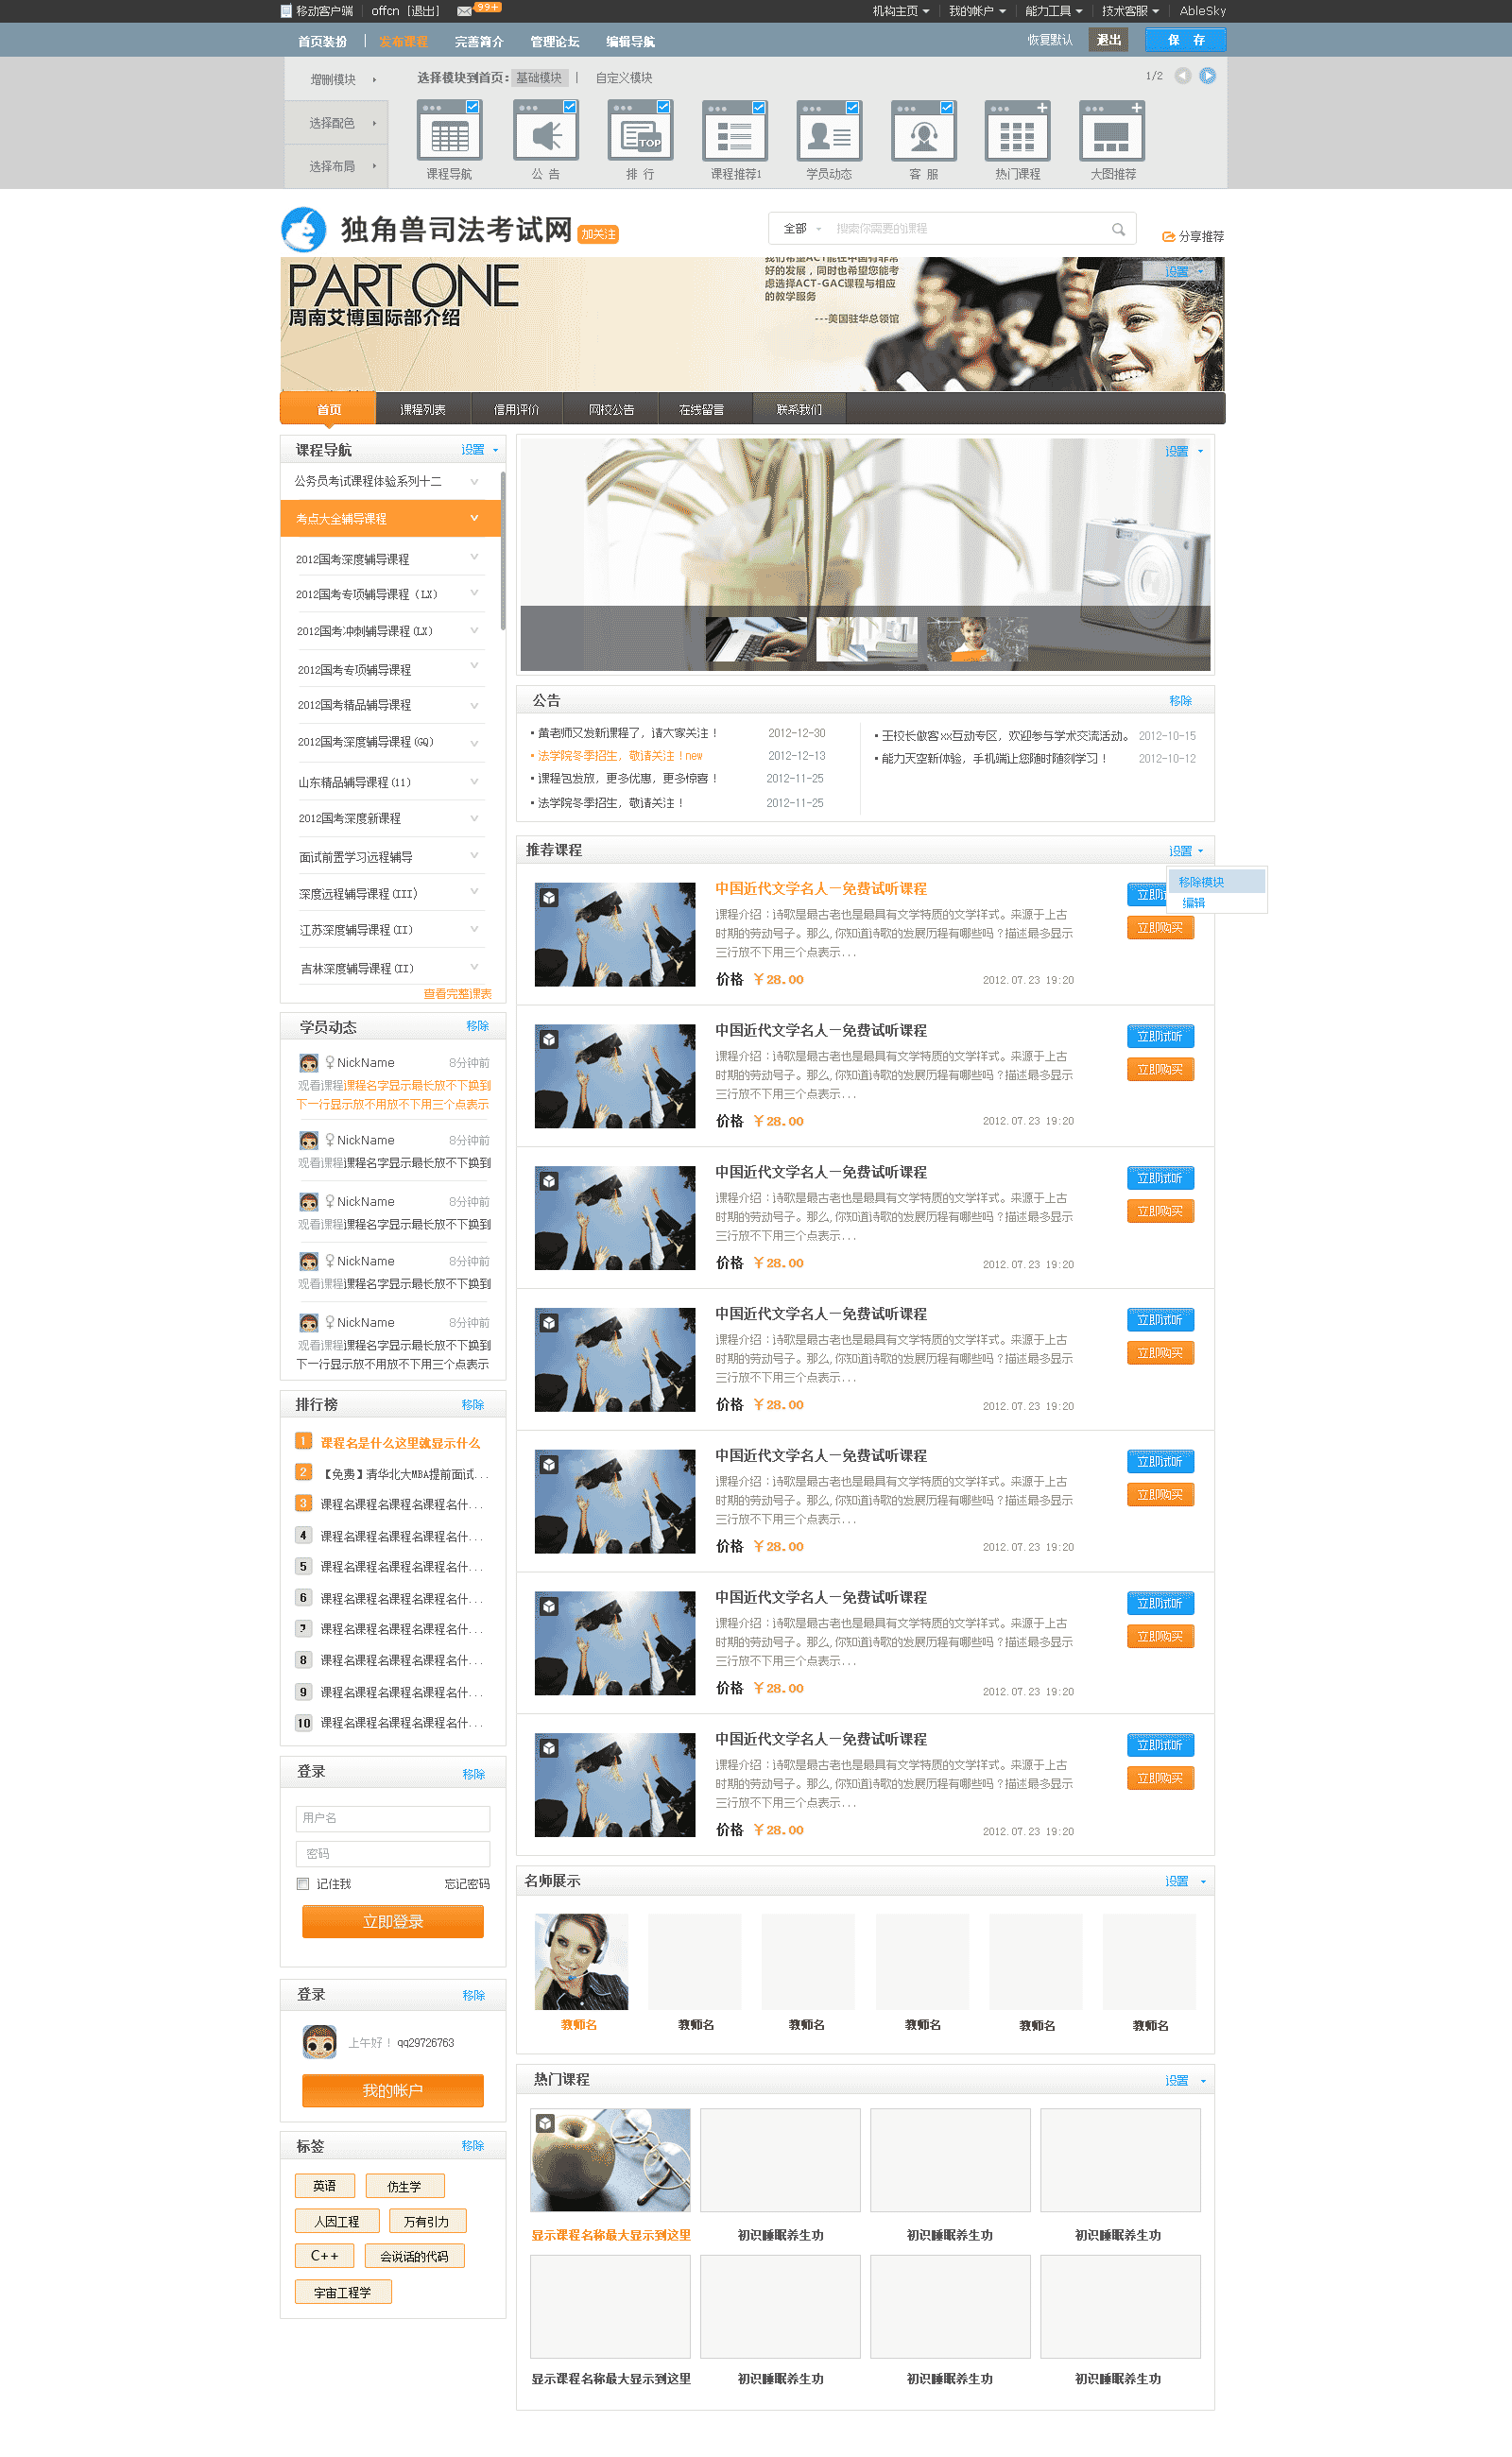 移动客户端 offcn [退出] 99+ 机构主页 我的帐户 能力工具 技术客服 AbleSky
首页装扮 发布课程 完善简介 管理论坛 编辑导航 恢复默认 退出 保 存
增删模块 选择模块到首页: 基础模块 自定义模块 1/2
选择配色
TOP
选择布局 课程导航 公 告 排 行 课程推荐1 学员动态 客 服 热门课程 大图推荐
独角兽司法考试网 加关注 全部 搜索你需要的课程 分享推荐
PART ONE
周南艾博国际部介绍
我们希望ACT能在中国有非常
好的发展，同时也希望您能考
虑选择ACT-GAC课程与相应
的教学服务
---美国驻华总领馆
设置
首页 课程列表 信用评价 网校公告 在线留言 联系我们
课程导航 设置
公务员考试课程体验系列十二
考点大全辅导课程
2012国考深度辅导课程
2012国考专项辅导课程（LX）
2012国考冲刺辅导课程(LX)
2012国考专项辅导课程
2012国考精品辅导课程
2012国考深度辅导课程(GQ)
山东精品辅导课程(11)
2012国考深度新课程
面试前置学习远程辅导
深度远程辅导课程(III)
江苏深度辅导课程(II)
吉林深度辅导课程(II)
查看完整课表
学员动态 移除
NickName 8分钟前
观看课程课程名字显示最长放不下换到
下一行显示放不用放不下用三个点表示
NickName 8分钟前
观看课程课程名字显示最长放不下换到
NickName 8分钟前
观看课程课程名字显示最长放不下换到
NickName 8分钟前
观看课程课程名字显示最长放不下换到
NickName 8分钟前
观看课程课程名字显示最长放不下换到
下一行显示放不用放不下用三个点表示
排行榜 移除
1 课程名是什么这里就显示什么
2 【免费】清华北大MBA提前面试...
3 课程名课程名课程名课程名什...
4 课程名课程名课程名课程名什...
5 课程名课程名课程名课程名什...
6 课程名课程名课程名课程名什...
7 课程名课程名课程名课程名什...
8 课程名课程名课程名课程名什...
9 课程名课程名课程名课程名什...
10 课程名课程名课程名课程名什...
登录 移除
用户名
密码
记住我 忘记密码
立即登录
登录 移除
上午好！ qq29726763
我的帐户
标签 移除
英语 仿生学
人因工程 万有引力
C++ 会说话的代码
宇宙工程学
设置
公告 移除
黄老师又发新课程了，请大家关注！ 2012-12-30
法学院冬季招生，敬请关注！new 2012-12-13
课程包发放，更多优惠，更多惊喜！ 2012-11-25
法学院冬季招生，敬请关注！ 2012-11-25
王校长做客xx互动专区，欢迎参与学术交流活动。 2012-10-15
能力天空新体验，手机端让您随时随刻学习！ 2012-10-12
推荐课程 设置
移除模块
编辑
中国近代文学名人－免费试听课程 立即试
课程介绍：诗歌是最古老也是最具有文学特质的文学样式。来源于上古
时期的劳动号子。那么,你知道诗歌的发展历程有哪些吗？描述最多显示 立即购买
三行放不下用三个点表示...
价格 ￥28.00 2012.07.23 19:20
中国近代文学名人－免费试听课程 立即试听
课程介绍：诗歌是最古老也是最具有文学特质的文学样式。来源于上古
时期的劳动号子。那么,你知道诗歌的发展历程有哪些吗？描述最多显示 立即购买
三行放不下用三个点表示...
价格 ￥28.00 2012.07.23 19:20
中国近代文学名人－免费试听课程 立即试听
课程介绍：诗歌是最古老也是最具有文学特质的文学样式。来源于上古
时期的劳动号子。那么,你知道诗歌的发展历程有哪些吗？描述最多显示 立即购买
三行放不下用三个点表示...
价格 ￥28.00 2012.07.23 19:20
中国近代文学名人－免费试听课程 立即试听
课程介绍：诗歌是最古老也是最具有文学特质的文学样式。来源于上古
时期的劳动号子。那么,你知道诗歌的发展历程有哪些吗？描述最多显示 立即购买
三行放不下用三个点表示...
价格 ￥28.00 2012.07.23 19:20
中国近代文学名人－免费试听课程 立即试听
课程介绍：诗歌是最古老也是最具有文学特质的文学样式。来源于上古
时期的劳动号子。那么,你知道诗歌的发展历程有哪些吗？描述最多显示 立即购买
三行放不下用三个点表示...
价格 ￥28.00 2012.07.23 19:20
中国近代文学名人－免费试听课程 立即试听
课程介绍：诗歌是最古老也是最具有文学特质的文学样式。来源于上古
时期的劳动号子。那么,你知道诗歌的发展历程有哪些吗？描述最多显示 立即购买
三行放不下用三个点表示...
价格 ￥28.00 2012.07.23 19:20
中国近代文学名人－免费试听课程 立即试听
课程介绍：诗歌是最古老也是最具有文学特质的文学样式。来源于上古
时期的劳动号子。那么,你知道诗歌的发展历程有哪些吗？描述最多显示 立即购买
三行放不下用三个点表示...
价格 ￥28.00 2012.07.23 19:20
名师展示 设置
教师名 教师名 教师名 教师名 教师名 教师名
热门课程 设置
显示课程名称最大显示到这里 初识睡眠养生功 初识睡眠养生功 初识睡眠养生功
显示课程名称最大显示到这里 初识睡眠养生功 初识睡眠养生功 初识睡眠养生功